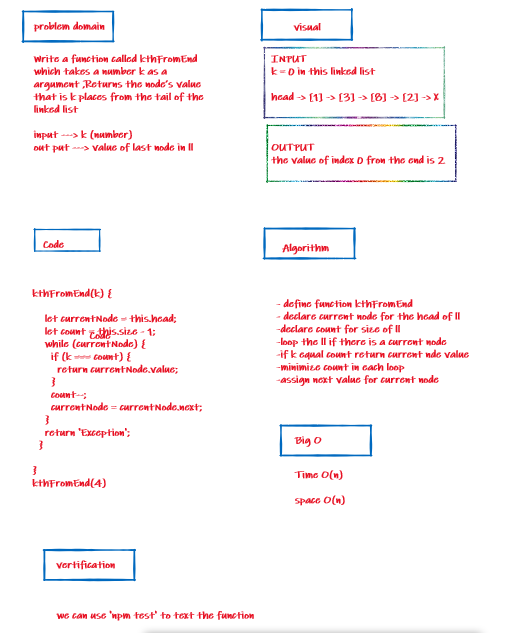 problem domain
Write a function called kthFromEnd
which takes a number k as a
argument ,Returns the node's value
that is k places from the tail of the
linked list
input ---> k (number)
out put ---> value of last node in ll
visual
INPUT
k = 0 in this linked list
head -> [1] -> [3] -> [8] -> [2] -> X
OUTPUT
the value of index 0 fron the end is 2
Code
kthFromEnd(k) {
let currentNode = this.head;
let count = this.size - 1;
Code
while (currentNode) {
if (k === count) {
return currentNode.value;
}
count--;
currentNode = currentNode.next;
}
return 'Exception';
}
}
kthFromEnd(4)
Algorithm
- define function kthFromEnd
- declare current node for the head of ll
-declare count for size of ll
-loop the ll if there is a current node
-if k equal count return current nde value
-minimize count in each loop
-assign next value for current node
Big O
Time O(n)
space O(n)
vertification
we can use 'npm test' to text the function